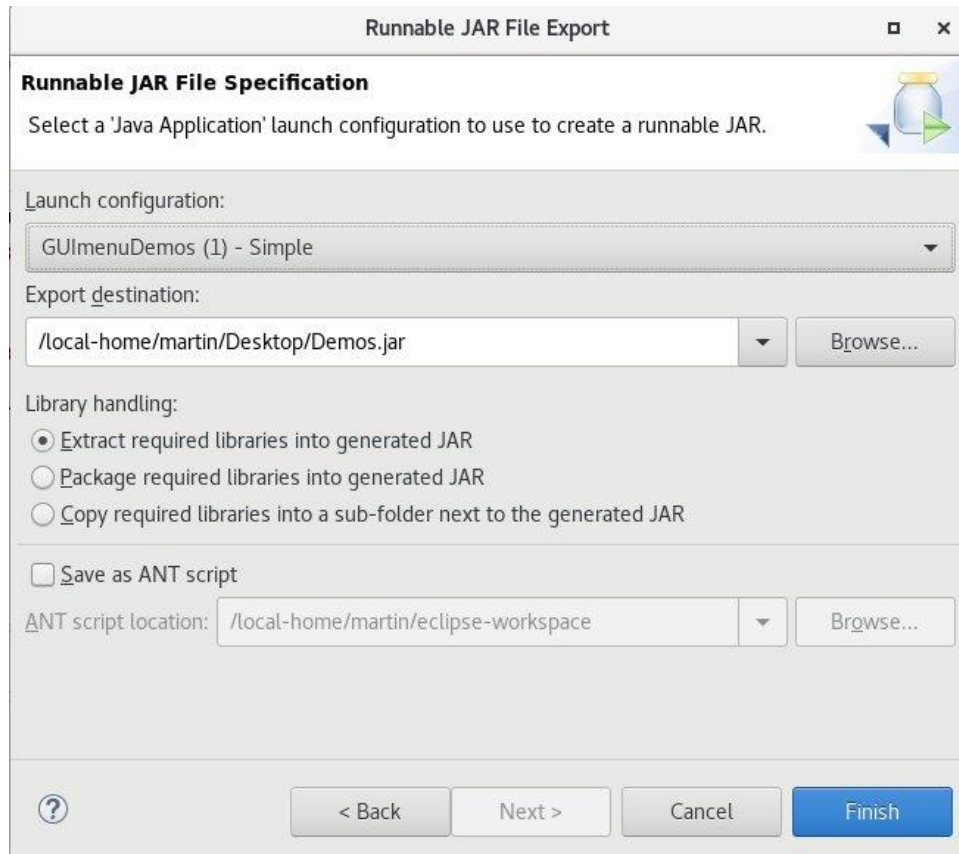 Runnable JAR File Export
Runnable JAR File Specification
Select a 'Java Application' launch configuration to use to create a runnable JAR.
Launch configuration:
GUImenuDemos (1) - Simple
Export destination:
/local-home/martin/Desktop/Demos.jar
Browse...
Library handling:
Extract required libraries into generated JAR
Package required libraries into generated JAR
Copy required libraries into a sub-folder next to the generated JAR
Save as ANT script
ANT script location: /local-home/martin/eclipse-workspace Browse...
? < Back Next > Cancel Finish